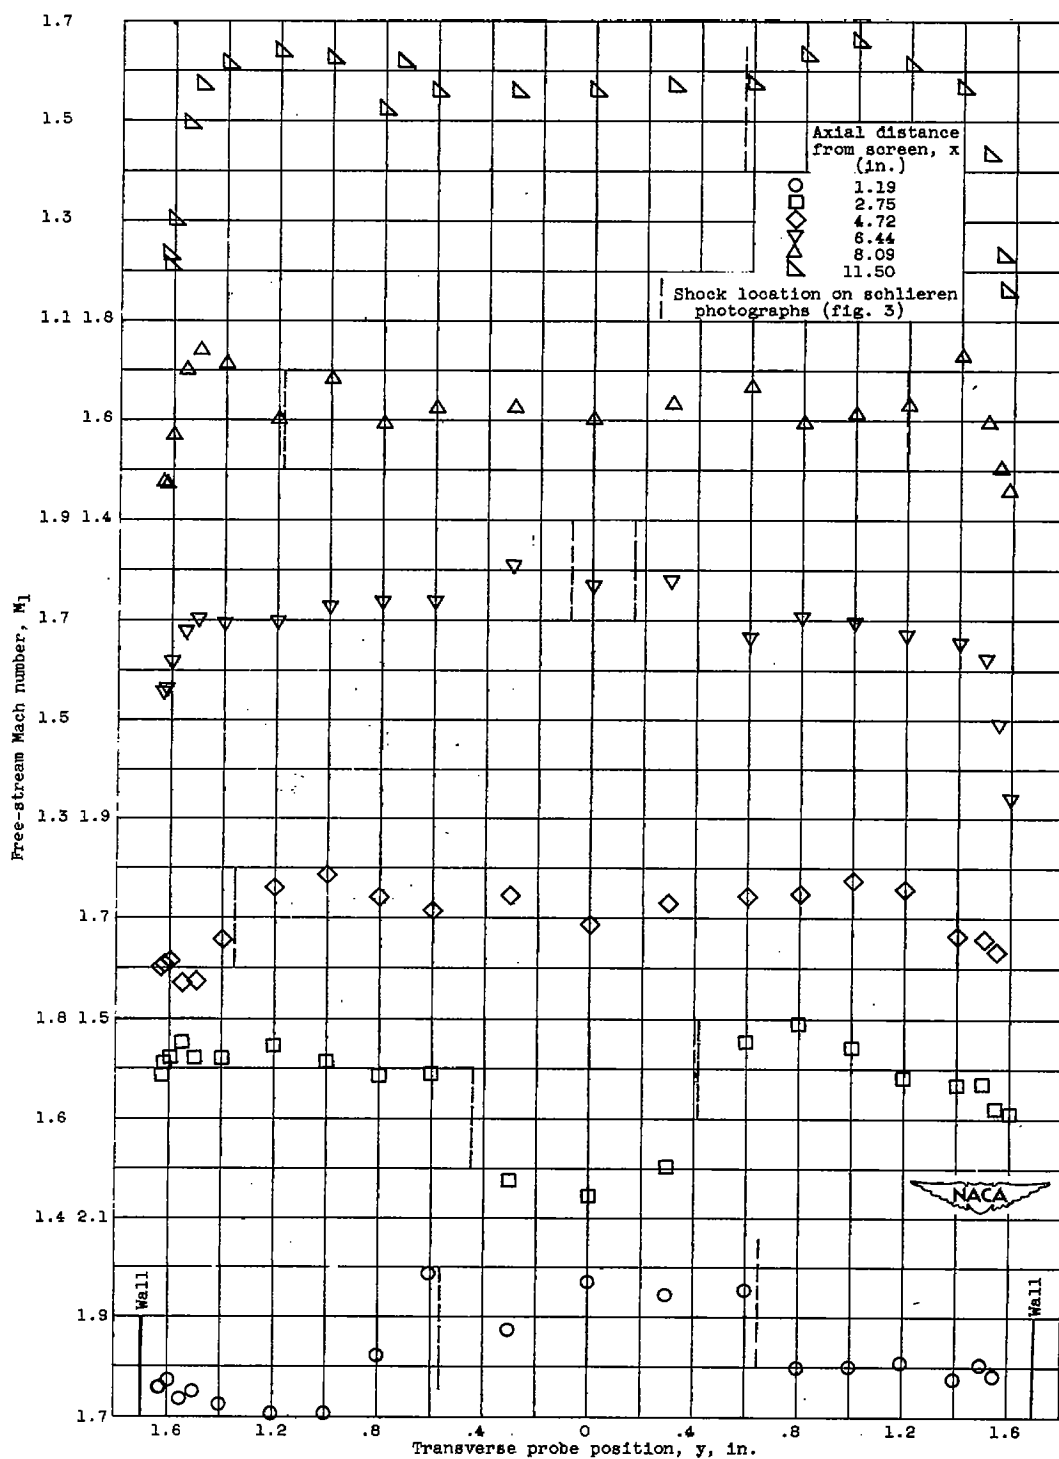 1.7
1.5
Axial distance
from screen, x
(in.)
1.19
2.75
4.72
6.44
8.09
11.50
1.3
Shock location on schlieren
photographs (fig. 3)
1.1 1.8
1.6
1.9 1.4
1.7
Free-stream Mach number, M1
1.5
1.3 1.9
1.7
1.8 1.5
1.6
NACA
1.4 2.1
Wall
Wall
1.9
1.7
1.6 1.2 .8 .4 0 .4 .8 1.2 1.6
Transverse probe position, y, in.